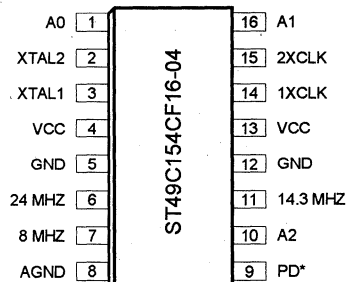 A0 1 16 A1
XTAL2 2 15 2XCLK
XTAL1 3 14 1XCLK
VCC 4 13 VCC
GND 5 12 GND
24 MHZ 6 11 14.3 MHZ
8 MHZ 7 10 A2
AGND 8 9 PD*
ST49C154CF16-04